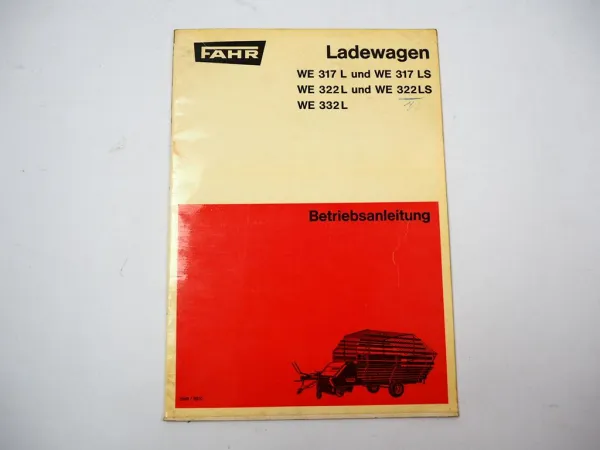 FAHR
Ladewagen
WE 317 L und WE 317 LS
WE 322 L und WE 322 LS
WE 332 L
Betriebsanleitung